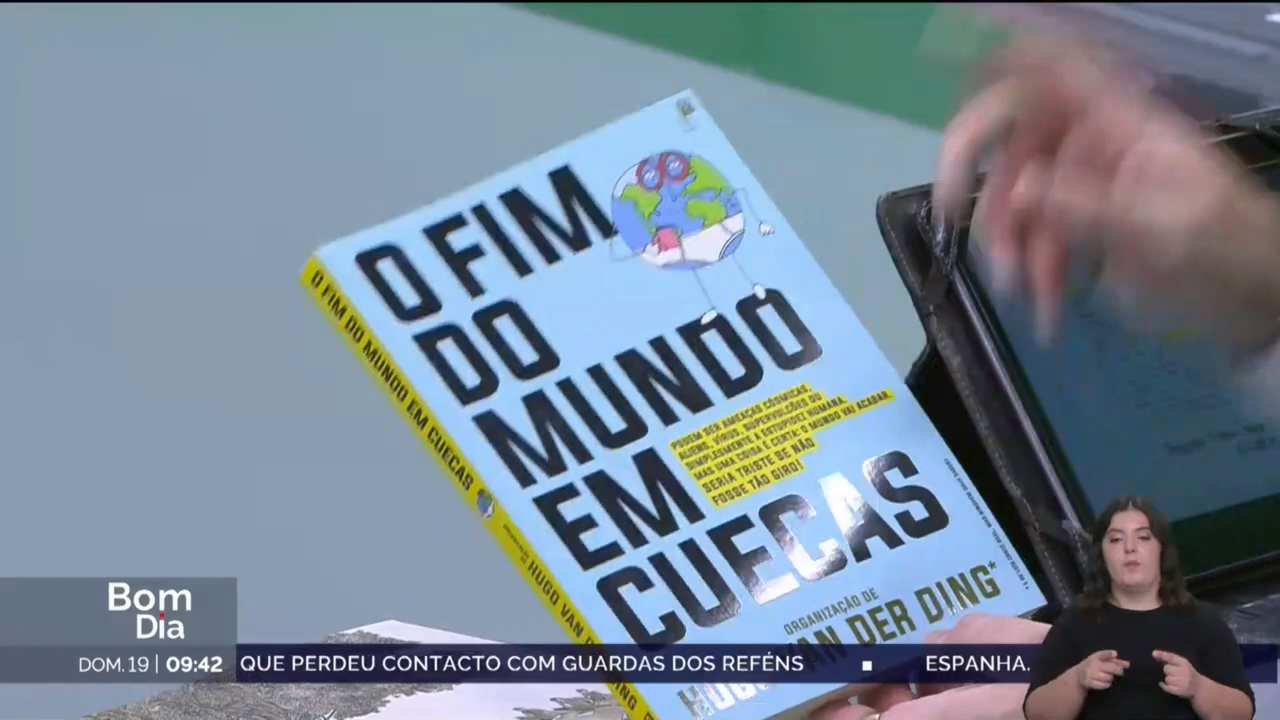 O FIM
DO
MUNDO
EM
CUECAS
PODEM SER AMEAÇAS CÓSMICAS,
ALIENS, VÍRUS, SUPERVULCÕES OU
SIMPLESMENTE A ESTUPIDEZ HUMANA,
MAS UMA COISA É CERTA: O MUNDO VAI ACABAR.
SERIA TRISTE SE NÃO
FOSSE TÃO GIRO!
ORGANIZAÇÃO DE
HUGO VAN DER DING*
O FIM DO MUNDO EM CUECAS
HUGO VAN
Bom
Dia
DOM.19 | 09:42
QUE PERDEU CONTACTO COM GUARDAS DOS REFÉNS ▪ ESPANHA.